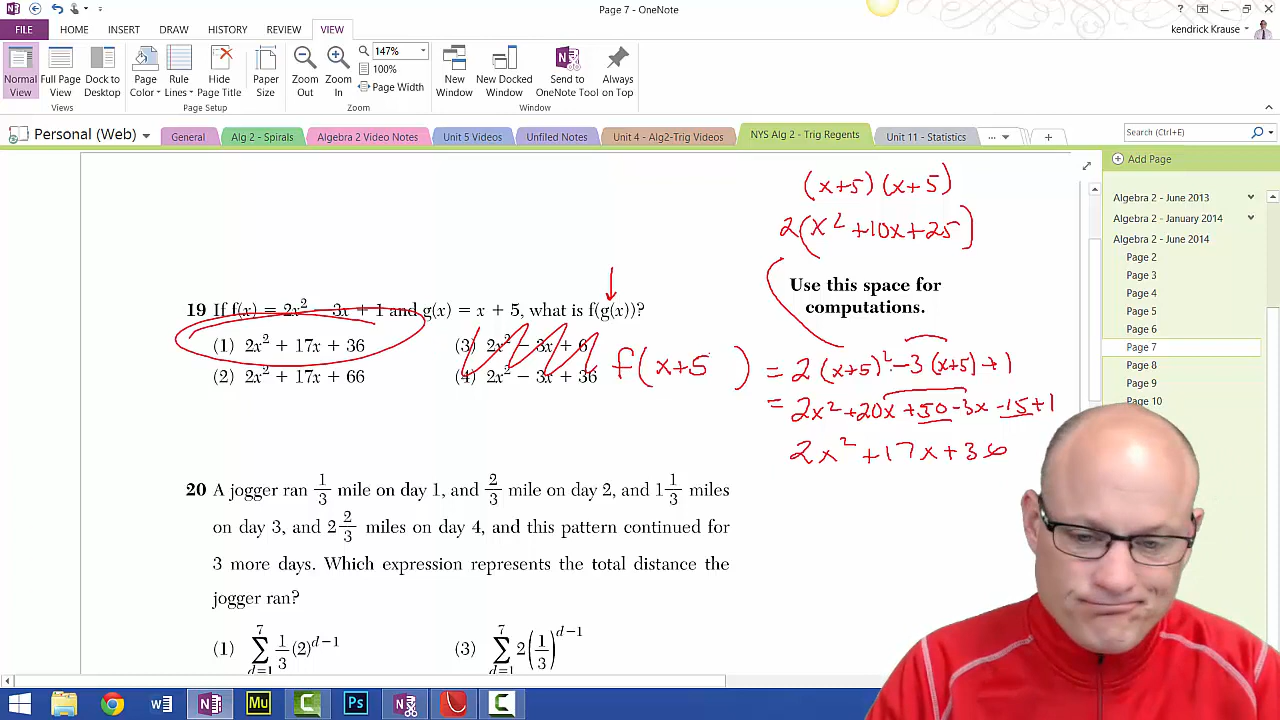 Page 7 - OneNote
FILE HOME INSERT DRAW HISTORY REVIEW VIEW
kendrick Krause
Normal View Full Page View Dock to Desktop
Page Color Rule Lines Hide Page Title Paper Size
Zoom Out Zoom In 147% 100% Page Width
New Window New Docked Window Send to OneNote Tool Always on Top
Views Page Setup Zoom Window
Personal (Web) General Alg 2 - Spirals Algebra 2 Video Notes Unit 5 Videos Unfiled Notes Unit 4 - Alg2-Trig Videos NYS Alg 2 - Trig Regents Unit 11 - Statistics ... +
Search (Ctrl+E)
Add Page
Algebra 2 - June 2013
Algebra 2 - January 2014
Algebra 2 - June 2014
Page 2
Page 3
Page 4
Page 5
Page 6
Page 7
Page 8
Page 9
Page 10
(x+5)(x+5)
2(x² +10x+25)
Use this space for
computations.
19 If f(x) = 2x² − 3x + 1 and g(x) = x + 5, what is f(g(x))?
(1) 2x² + 17x + 36 (3) 2x² − 3x + 6
(2) 2x² + 17x + 66 (4) 2x² − 3x + 36
f(x+5 ) = 2(x+5)² −3(x+5)+1
= 2x² +20x +50−3x −15+1
2x² +17x+36
20 A jogger ran 1/3 mile on day 1, and 2/3 mile on day 2, and 1 1/3 miles
on day 3, and 2 2/3 miles on day 4, and this pattern continued for
3 more days. Which expression represents the total distance the
jogger ran?
(1) 7 ∑ d=1 1/3 (2)^d−1 (3) 7 ∑ d=1 2(1/3)^d−1
Mu Ps